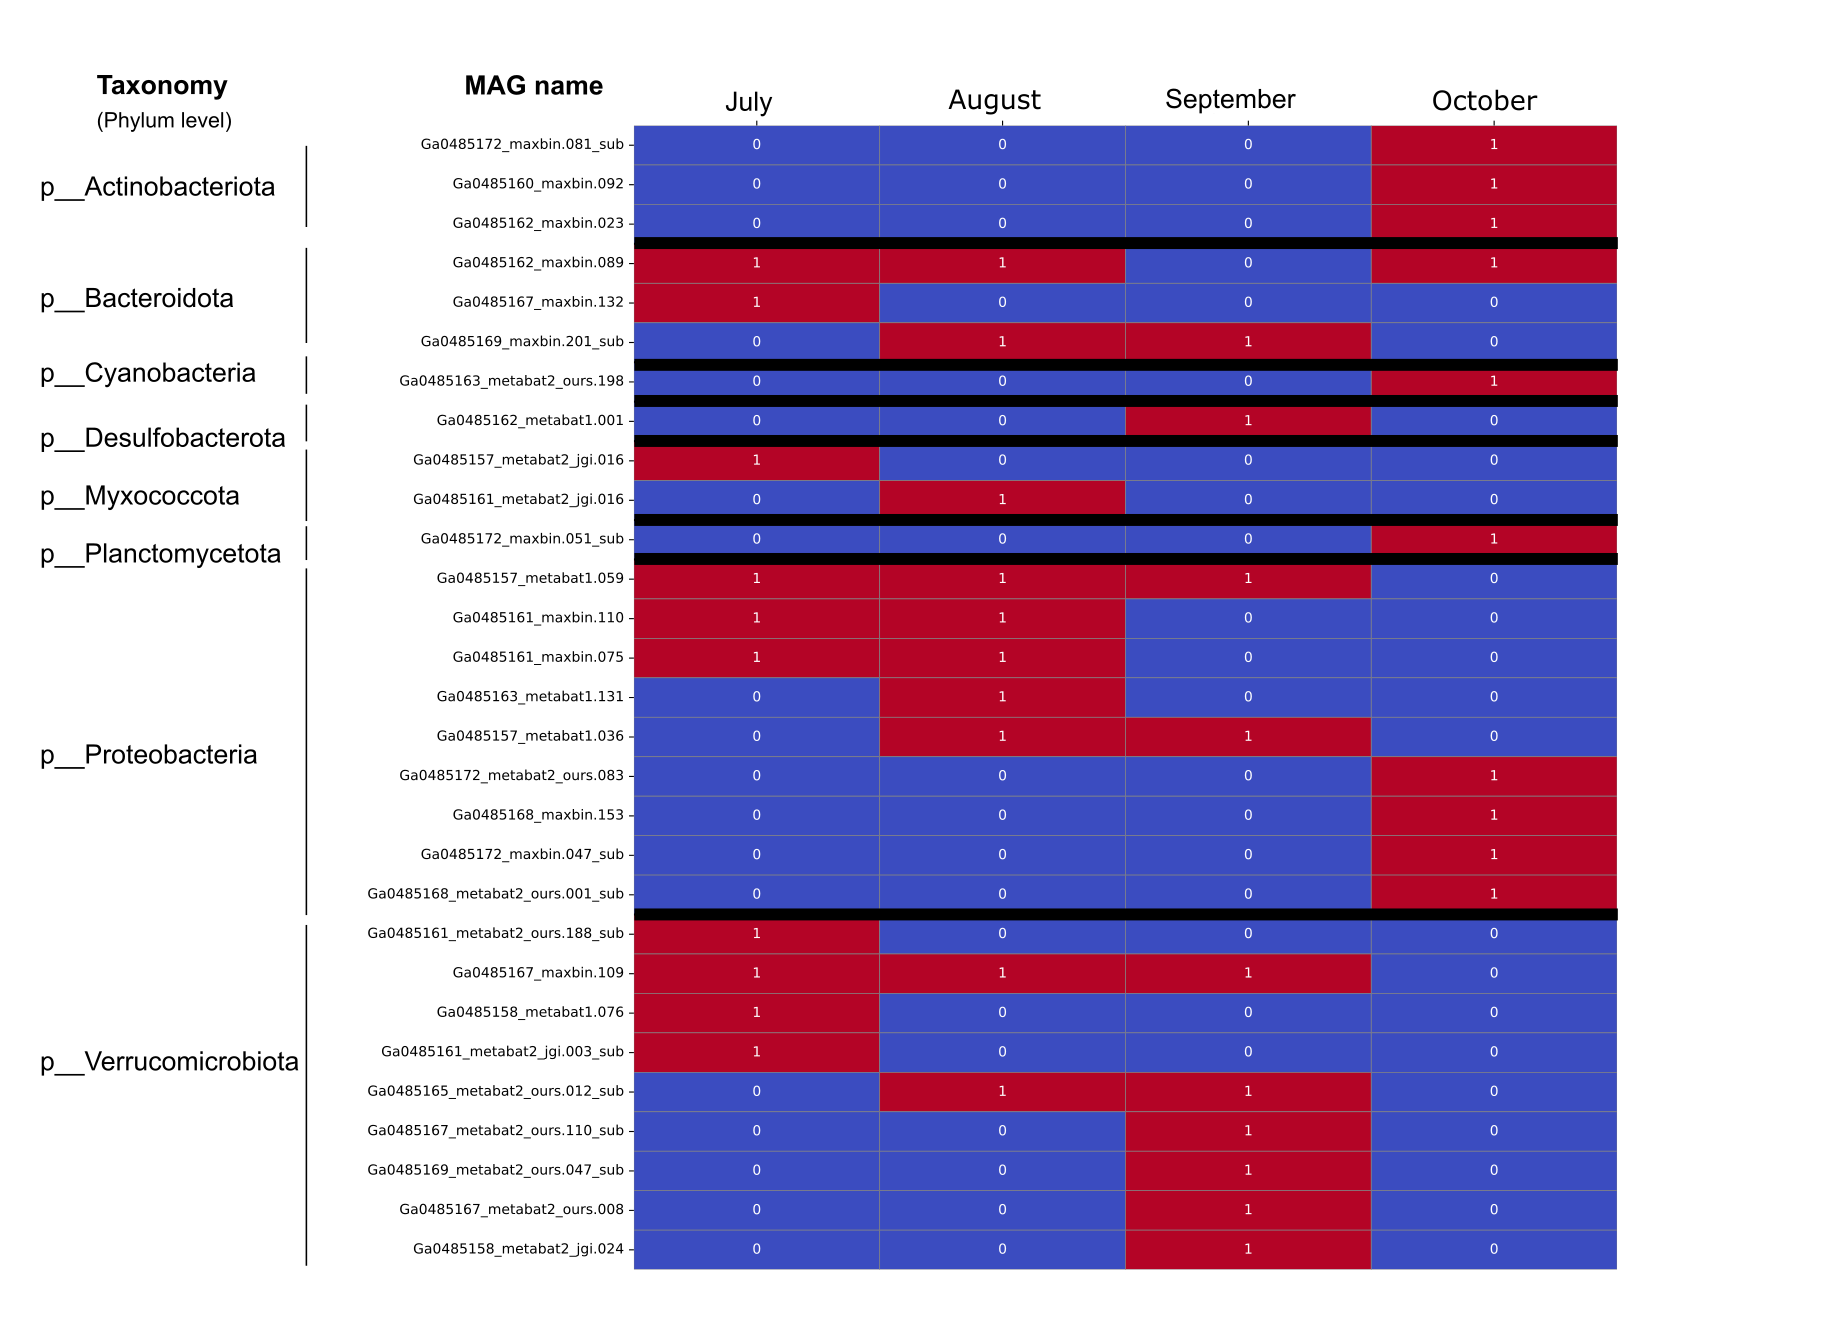 Taxonomy
(Phylum level)
MAG name
July August September October
p__Actinobacteriota
Ga0485172_maxbin.081_sub 0 0 0 1
Ga0485160_maxbin.092 0 0 0 1
Ga0485162_maxbin.023 0 0 0 1
p__Bacteroidota
Ga0485162_maxbin.089 1 1 0 1
Ga0485167_maxbin.132 1 0 0 0
Ga0485169_maxbin.201_sub 0 1 1 0
p__Cyanobacteria
Ga0485163_metabat2_ours.198 0 0 0 1
p__Desulfobacterota
Ga0485162_metabat1.001 0 0 1 0
p__Myxococcota
Ga0485157_metabat2_jgi.016 1 0 0 0
Ga0485161_metabat2_jgi.016 0 1 0 0
p__Planctomycetota
Ga0485172_maxbin.051_sub 0 0 0 1
p__Proteobacteria
Ga0485157_metabat1.059 1 1 1 0
Ga0485161_maxbin.110 1 1 0 0
Ga0485161_maxbin.075 1 1 0 0
Ga0485163_metabat1.131 0 1 0 0
Ga0485157_metabat1.036 0 1 1 0
Ga0485172_metabat2_ours.083 0 0 0 1
Ga0485168_maxbin.153 0 0 0 1
Ga0485172_maxbin.047_sub 0 0 0 1
Ga0485168_metabat2_ours.001_sub 0 0 0 1
p__Verrucomicrobiota
Ga0485161_metabat2_ours.188_sub 1 0 0 0
Ga0485167_maxbin.109 1 1 1 0
Ga0485158_metabat1.076 1 0 0 0
Ga0485161_metabat2_jgi.003_sub 1 0 0 0
Ga0485165_metabat2_ours.012_sub 0 1 1 0
Ga0485167_metabat2_ours.110_sub 0 0 1 0
Ga0485169_metabat2_ours.047_sub 0 0 1 0
Ga0485167_metabat2_ours.008 0 0 1 0
Ga0485158_metabat2_jgi.024 0 0 1 0